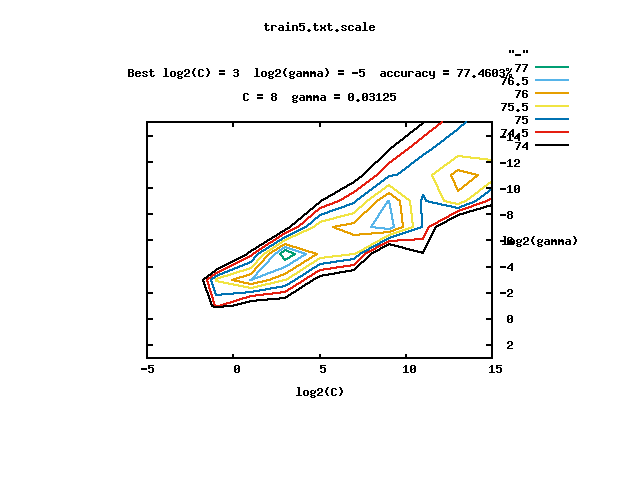 train5.txt.scale
"-"
Best log2(C) = 3  log2(gamma) = -5  accuracy = 77.4603%
77
76.5
C = 8  gamma = 0.03125
76
75.5
75
74.5
-14
74
-12
-10
-8
-6
log2(gamma)
-4
-2
0
2
-5 0 5 10 15
log2(C)